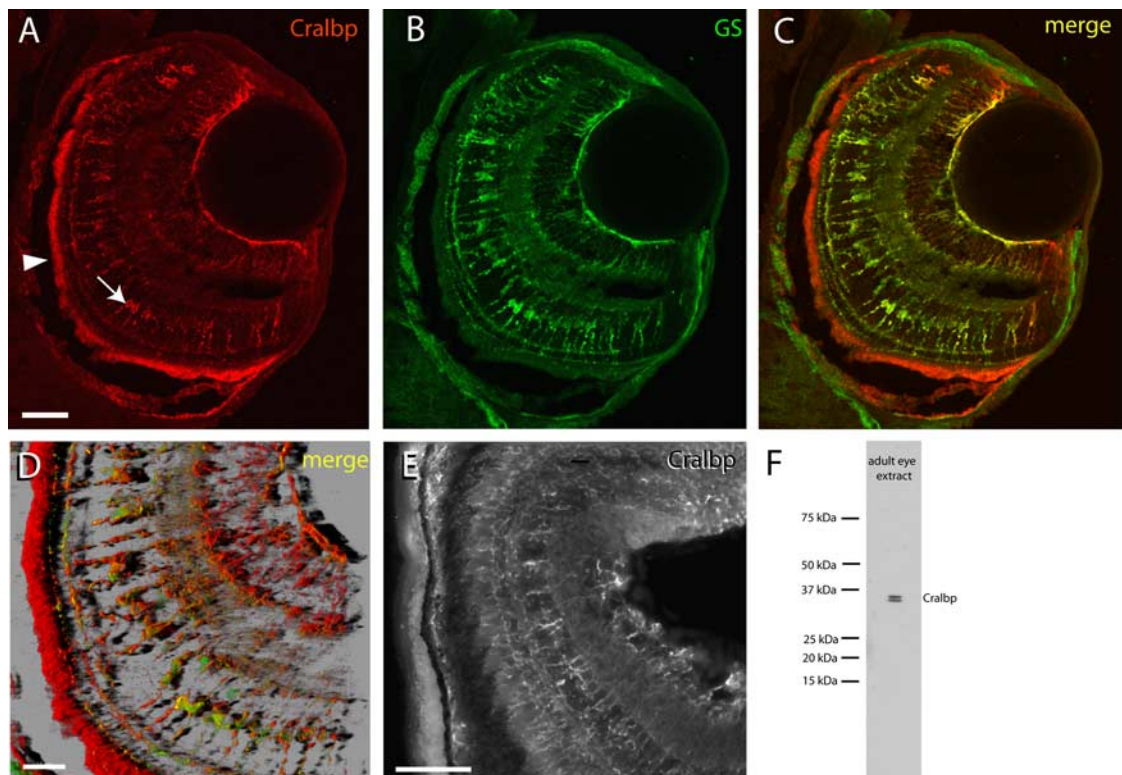 A Cralbp
B GS
C merge
D merge
E Cralbp
F
adult eye
extract
75 kDa
50 kDa
37 kDa
Cralbp
25 kDa
20 kDa
15 kDa